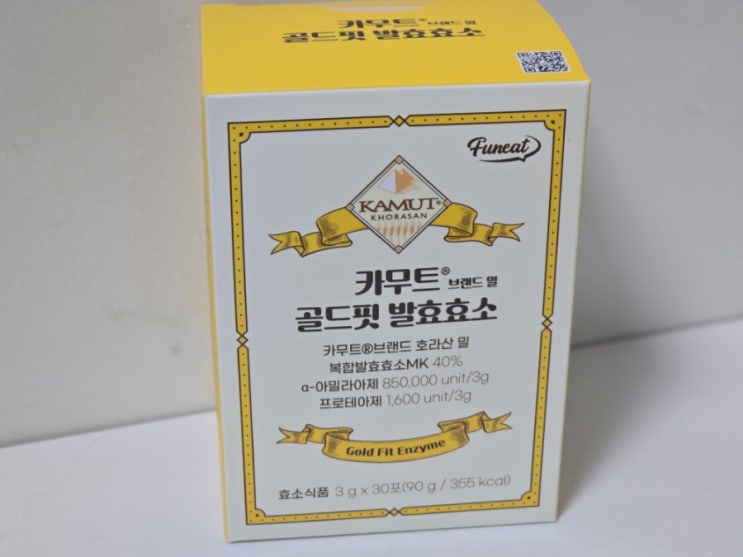 카무트® 브랜드 밀
골드핏 발효효소
Funeat
KAMUT®
KHORASAN
카무트® 브랜드 밀
골드핏 발효효소
카무트®브랜드 호라산 밀
복합발효효소MK 40%
α-아밀라아제 850,000 unit/3g
프로테아제 1,600 unit/3g
Gold Fit Enzyme
효소식품 3 g x 30포(90 g / 355 kcal)